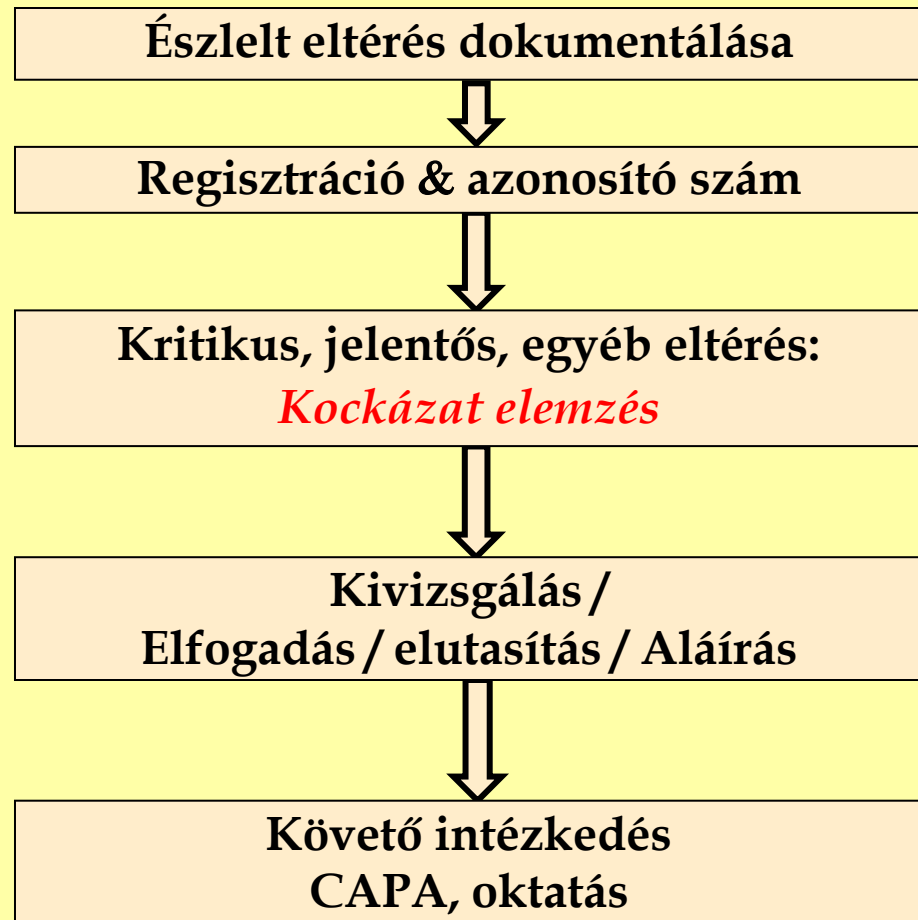 Észlelt eltérés dokumentálása
Regisztráció & azonosító szám
Kritikus, jelentős, egyéb eltérés:
Kockázat elemzés
Kivizsgálás /
Elfogadás / elutasítás / Aláírás
Követő intézkedés
CAPA, oktatás